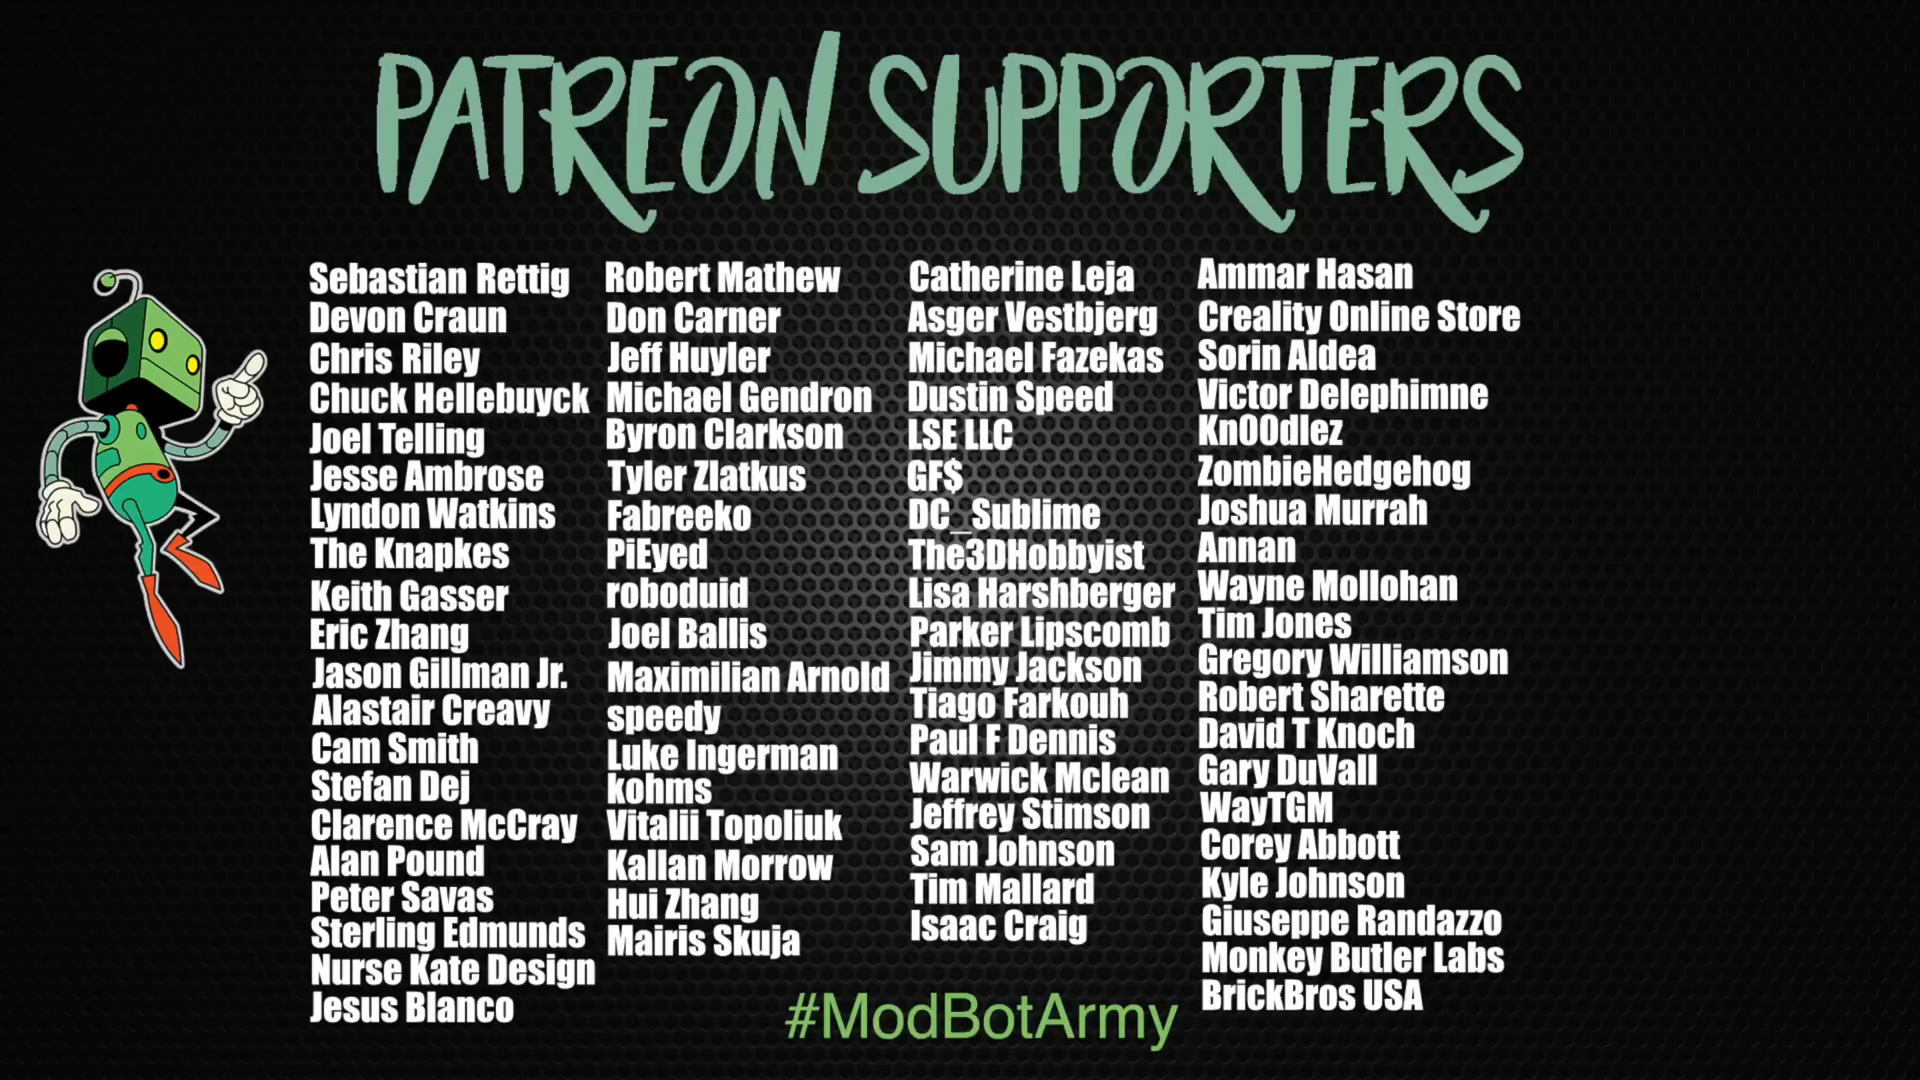 PATREON SUPPORTERS
Sebastian Rettig
Devon Craun
Chris Riley
Chuck Hellebuyck
Joel Telling
Jesse Ambrose
Lyndon Watkins
The Knapkes
Keith Gasser
Eric Zhang
Jason Gillman Jr.
Alastair Creavy
Cam Smith
Stefan Dej
Clarence McCray
Alan Pound
Peter Savas
Sterling Edmunds
Nurse Kate Design
Jesus Blanco
Robert Mathew
Don Carner
Jeff Huyler
Michael Gendron
Byron Clarkson
Tyler Zlatkus
Fabreeko
PiEyed
roboduid
Joel Ballis
Maximilian Arnold
speedy
Luke Ingerman
kohms
Vitalii Topoliuk
Kallan Morrow
Hui Zhang
Mairis Skuja
Catherine Leja
Asger Vestbjerg
Michael Fazekas
Dustin Speed
LSE LLC
GF$
DC_Sublime
The3DHobbyist
Lisa Harshberger
Parker Lipscomb
Jimmy Jackson
Tiago Farkouh
Paul F Dennis
Warwick Mclean
Jeffrey Stimson
Sam Johnson
Tim Mallard
Isaac Craig
Ammar Hasan
Creality Online Store
Sorin Aldea
Victor Delephimne
Kn00dlez
ZombieHedgehog
Joshua Murrah
Annan
Wayne Mollohan
Tim Jones
Gregory Williamson
Robert Sharette
David T Knoch
Gary DuVall
WayTGM
Corey Abbott
Kyle Johnson
Giuseppe Randazzo
Monkey Butler Labs
BrickBros USA
#ModBotArmy